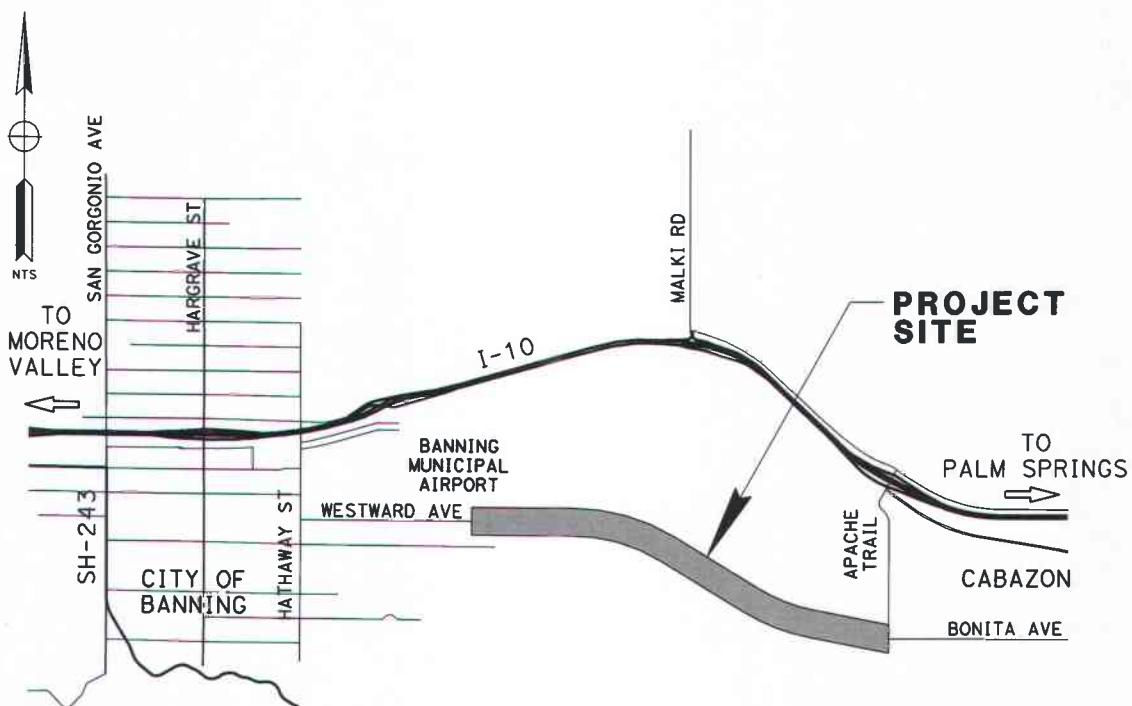 NTS
SAN GORGONIO AVE
HARGRAVE ST
TO
MORENO
VALLEY
I-10
MALKI RD
PROJECT
SITE
TO
PALM SPRINGS
BANNING
MUNICIPAL
AIRPORT
WESTWARD AVE
SH-243
CITY OF
BANNING
HATHAWAY ST
APACHE
TRAIL
CABAZON
BONITA AVE